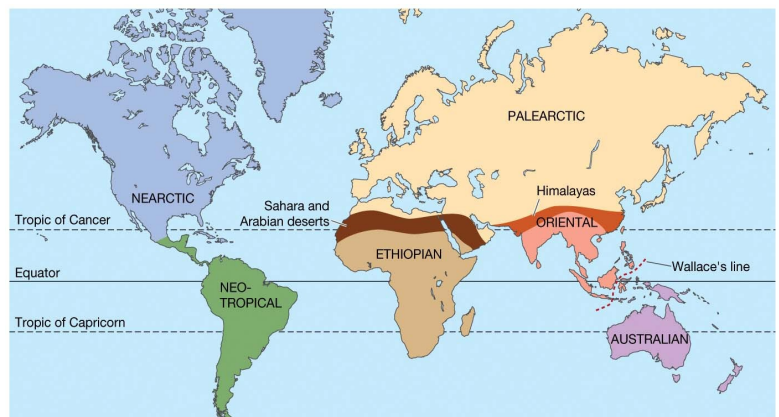 PALEARCTIC
NEARCTIC
Himalayas
Sahara and
Arabian deserts
Tropic of Cancer
ORIENTAL
ETHIOPIAN
Wallace's line
Equator
NEO-
TROPICAL
Tropic of Capricorn
AUSTRALIAN